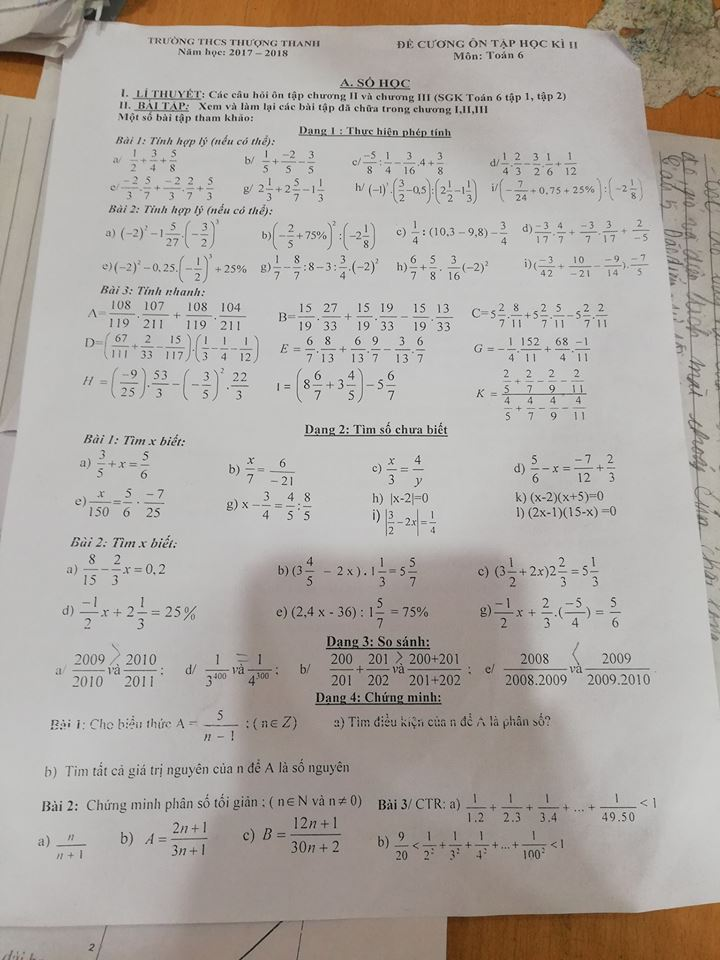 TRƯỜNG THCS THƯỢNG THANH
Năm học: 2017 – 2018
ĐỀ CƯƠNG ÔN TẬP HỌC KÌ II
Môn: Toán 6
A. SỐ HỌC
I. LÍ THUYẾT: Các câu hỏi ôn tập chương II và chương III (SGK Toán 6 tập 1, tập 2)
II. BÀI TẬP: Xem và làm lại các bài tập đã chữa trong chương I,II,III
Một số bài tập tham khảo:
Dạng 1 : Thực hiện phép tính
Bài 1: Tính hợp lý (nếu có thể):
a/ 1/2 + 3/4 + 5/8 b/ 1/5 + -2/5 - 3/5 c/ -5/8 : 1/4 - 3/16 . 4 + 3/8 d/ 1/4 . 2/3 - 3/2 . 1/6 + 1/12
e/ -2/3 . 5/7 + -2/3 . 2/7 + 5/3 g/ 2 1/3 + 2 5/7 - 1 1/3 h/ (-1)³ . (3/2 - 0,5) : (2 1/2 - 1 1/3) i/ (- 7/24 + 0,75 + 25%) : (-2 1/8)
Bài 2: Tính hợp lý (nếu có thể):
a) (-2)² - 1 5/27 . (- 3/2)³ b) (- 2/5 + 75%)² : (-2 1/8) c) 1/4 : (10,3 – 9,8) - 3/4 d) -3/17 . 4/7 + -3/7 . 3/17 + 2/-5
e) (-2)² - 0,25 . (- 1/2)³ + 25% g) 1/7 - 8/7 : 8 - 3 : 3/4 . (-2)² h) 6/7 + 5/8 . 3/16 (-2)² i) (-3/42 + 10/-21 - -9/14) . -7/5
Bài 3: Tính nhanh:
A= 108/119 . 107/211 + 108/119 . 104/211 B= 15/19 . 27/33 + 15/19 . 19/33 - 15/19 . 13/33 C= 5 2/7 . 8/11 + 5 2/7 . 5/11 - 5 2/7 . 2/11
D= (67/111 + 2/33 - 15/117) . (1/3 - 1/4 - 1/12) E = 6/7 . 8/13 + 6/13 . 9/7 - 3/13 . 6/7 G = - 1/4 . 152/11 + 68/4 . -1/11
H = (-9/25) . 53/3 - (- 3/5)² . 22/3 I = (8 6/7 + 3 4/5) - 5 6/7 K = (2/5 + 2/7 - 2/9 - 2/11)/(4/5 + 4/7 - 4/9 - 4/11)
Dạng 2: Tìm số chưa biết
Bài 1: Tìm x biết:
a) 3/5 + x = 5/6 b) x/7 = 6/-21 c) x/3 = 4/y d) 5/6 - x = -7/12 + 2/3
e) x/150 = 5/6 . -7/25 g) x - 3/4 = 4/5 : 8/5 h) |x-2|=0 k) (x-2)(x+5)=0
i) |3/2 - 2x| = 1/4 l) (2x-1)(15-x) =0
Bài 2: Tìm x biết:
a) 8/15 - 2/3 x = 0,2 b) (3 4/5 – 2x) . 1 1/3 = 5 5/7 c) (3 1/2 + 2x) 2 2/3 = 5 1/3
d) -1/2 x + 2 1/3 = 25% e) (2,4 x - 36) : 1 5/7 = 75% g) -1/2 x + 2/3 . (-5/4) = 5/6
Dạng 3: So sánh:
a/ 2009/2010 và 2010/2011 ; d/ 1/3⁴⁰⁰ và 1/4³⁰⁰ ; b/ 200/201 + 201/202 và 200+201/201+202 ; e/ 2008/2008.2009 và 2009/2009.2010
Dạng 4: Chứng minh:
Bài 1: Cho biểu thức A = 5/n - 1 ; ( n ∈ Z) a) Tìm điều kiện của n để A là phân số?
b) Tìm tất cả giá trị nguyên của n để A là số nguyên
Bài 2: Chứng minh phân số tối giản ; ( n∈N và n ≠ 0) Bài 3/ CTR: a) 1/1.2 + 1/2.3 + 1/3.4 + ... + 1/49.50 < 1
a) n/n + 1 b) A = 2n+1/3n+1 c) B = 12n+1/30n+2 b) 9/20 < 1/2² + 1/3² + 1/4² + ... + 1/100² < 1
2